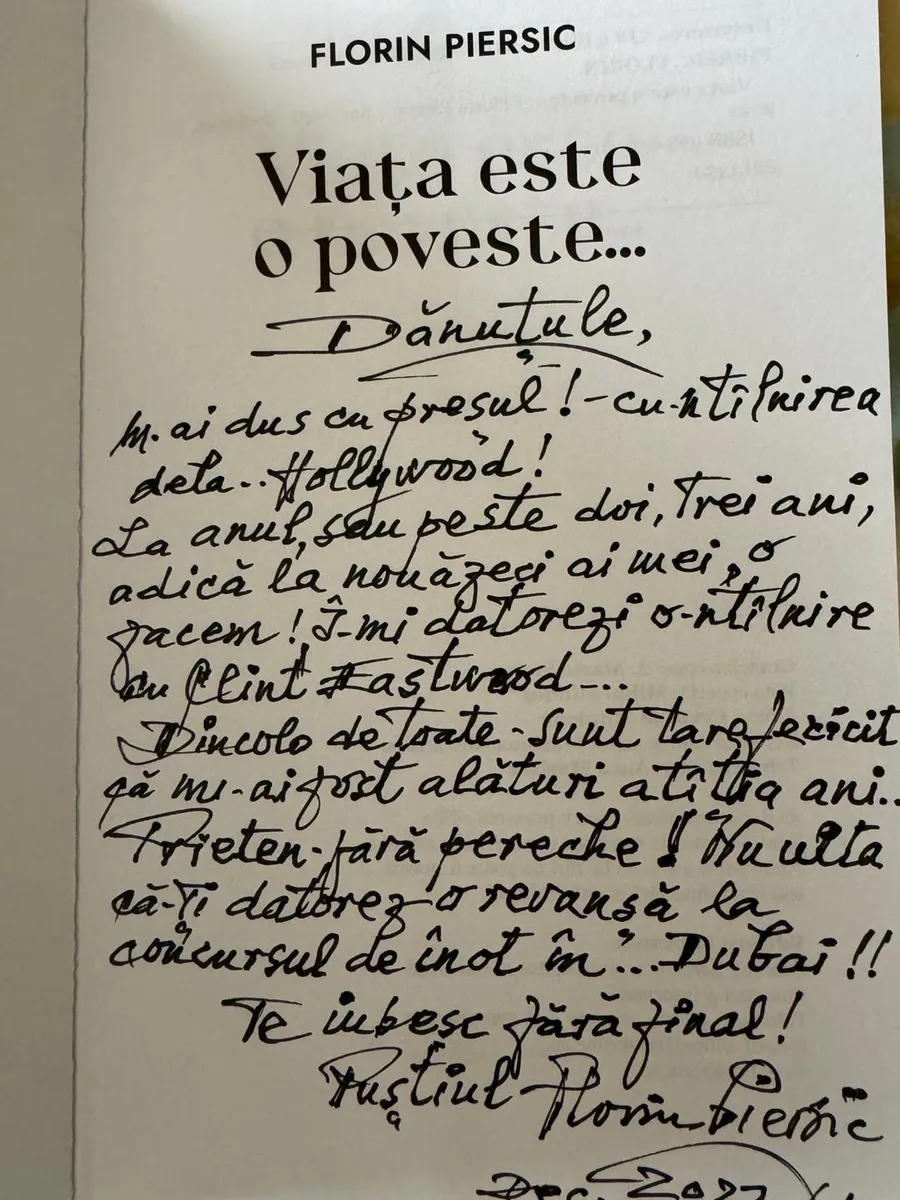 FLORIN PIERSIC
Viața este
o poveste...
Dănuțule,
M-ai dus cu preșul! - cu-ntîlnirea
dela.. Hollywood!
La anul, sau peste doi, trei ani,
adică la nouăzeci ai mei, o
facem! Î-mi datorezi o-ntîlnire
cu Clint Eastwood...
Dincolo de toate - sunt tare fericit
că mi-ai fost alături atîția ani..
Prieten-fără pereche! Nu uita
că-ți datorez o revanșă la
concursul de înot în... Dubai!!
Te iubesc fără final!
Puștiul Florin Piersic
Dec.